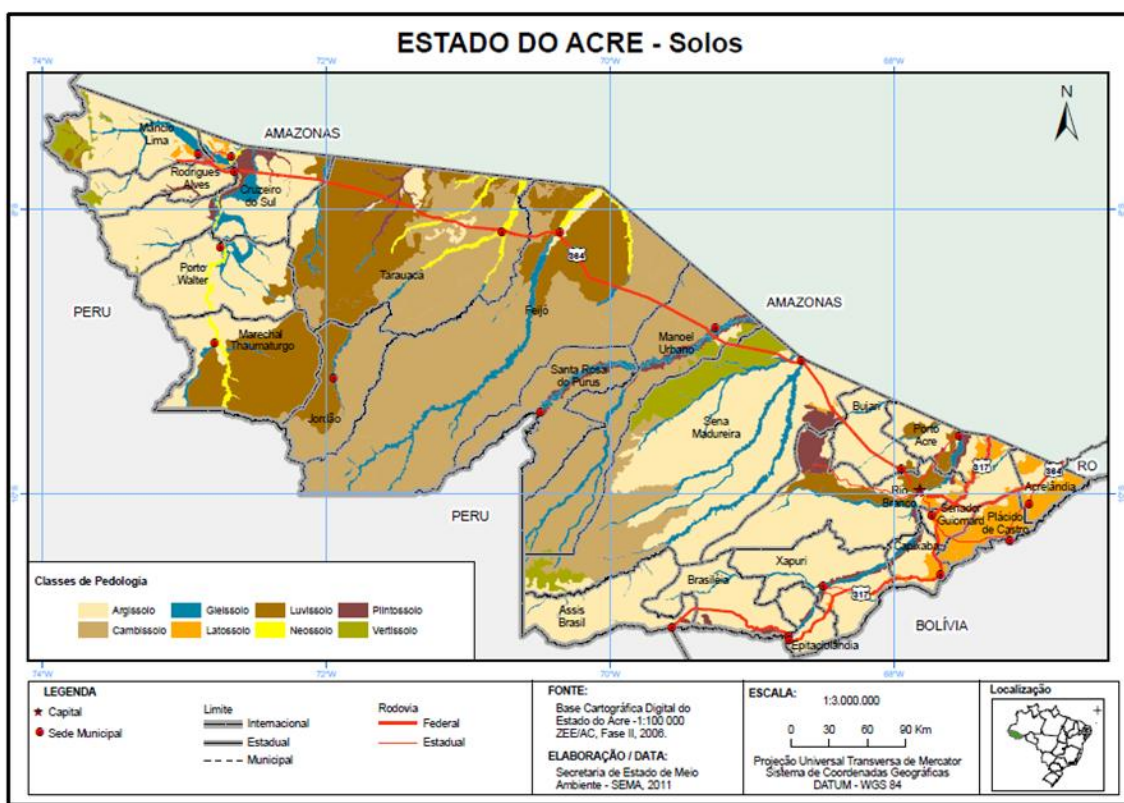 ESTADO DO ACRE - Solos
74°W
72°W
70°W
68°W
N
Mâncio
Lima
AMAZONAS
Rodrigues
Alves
Cruzeiro
do Sul
Porto
Walter
Tarauacá
364
PERU
Feijó
AMAZONAS
Marechal
Thaumaturgo
Manoel
Urbano
Santa Rosa
do Purus
Jordão
Sena
Madureira
Bujari
Porto
Acre
317
364
RO
Acrelândia
Rio
Branco
Senador
Guiomard
Plácido
de Castro
PERU
Capixaba
Xapuri
Brasiléia
317
Assis
Brasil
BOLÍVIA
Epitaciolândia
Classes de Pedologia
Argissolo
Gleissolo
Luvissolo
Plintossolo
Cambissolo
Latossolo
Neossolo
Vertissolo
74°W
72°W
70°W
68°W
LEGENDA
Capital
Sede Municipal
Limite
Internacional
Estadual
Municipal
Rodovia
Federal
Estadual
FONTE:
Base Cartográfica Digital do
Estado do Acre -1:100 000
ZEE/AC, Fase II, 2006.
ELABORAÇÃO / DATA:
Secretaria de Estado de Meio
Ambiente - SEMA, 2011
ESCALA:
1:3.000.000
0 30 60 90 Km
Projeção Universal Transversa de Mercator
Sistema de Coordenadas Geográficas
DATUM - WGS 84
Localização